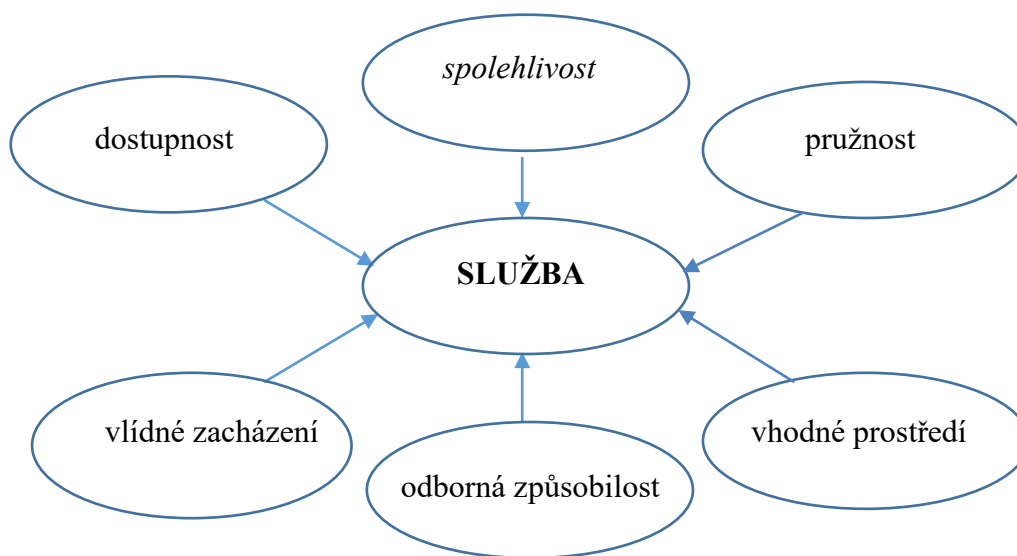 spolehlivost
dostupnost
pružnost
SLUŽBA
vlídné zacházení
vhodné prostředí
odborná způsobilost